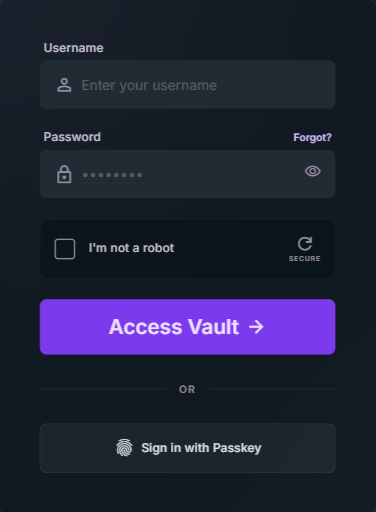 Username
Enter your username
Password Forgot?
••••••••
I'm not a robot
SECURE
Access Vault →
OR
Sign in with Passkey